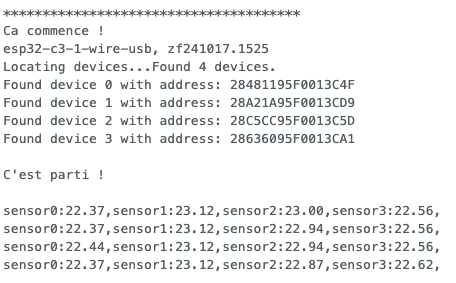 *************************************
Ca commence !
esp32-c3-1-wire-usb, zf241017.1525
Locating devices...Found 4 devices.
Found device 0 with address: 28481195F0013C4F
Found device 1 with address: 28A21A95F0013CD9
Found device 2 with address: 28C5CC95F0013C5D
Found device 3 with address: 28636095F0013CA1
C'est parti !
sensor0:22.37,sensor1:23.12,sensor2:23.00,sensor3:22.56,
sensor0:22.37,sensor1:23.12,sensor2:22.94,sensor3:22.56,
sensor0:22.44,sensor1:23.12,sensor2:22.94,sensor3:22.56,
sensor0:22.37,sensor1:23.12,sensor2:22.87,sensor3:22.62,